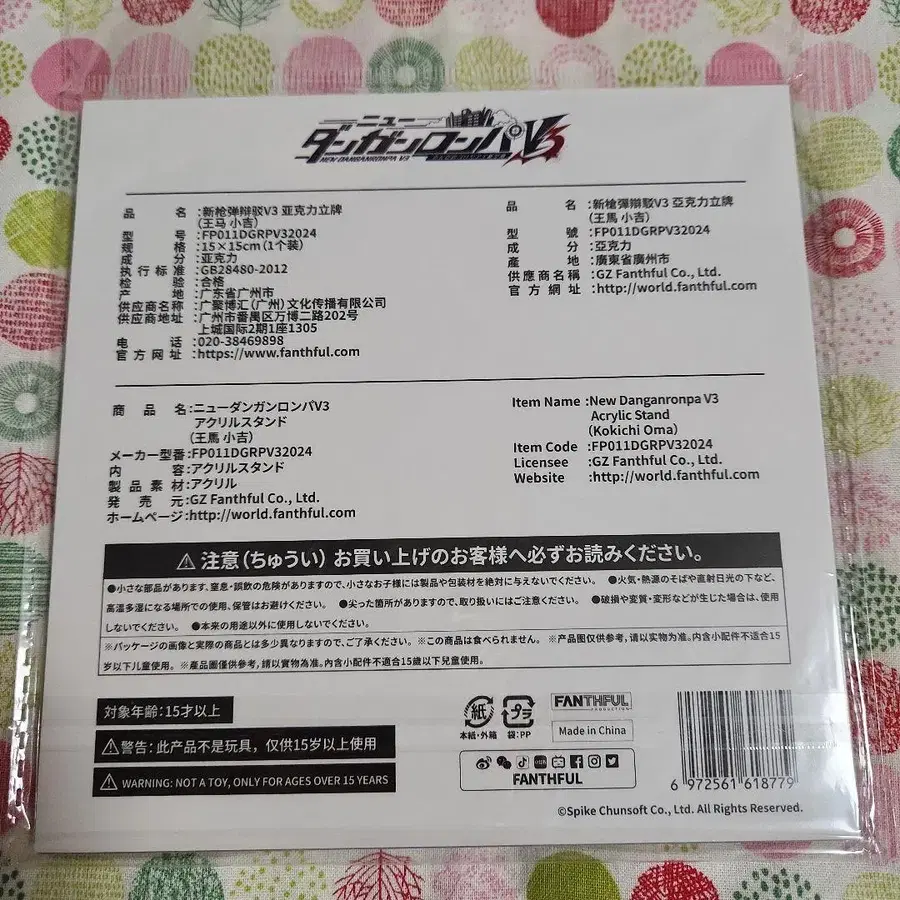 ニュー
ダンガンロンパV3
NEW DANGANRONPA V3
品 名:新枪弹辩驳V3 亚克力立牌
(王马 小吉)
型 号:FP011DGRPV32024
规 格:15×15cm(1个装)
成 分:亚克力
执行标准:GB28480-2012
检 验:合格
产 地:广东省广州市
供应商名称:广聚博汇(广州)文化传播有限公司
供应商地址:广州市番禺区万博二路202号
上城国际2期1座1305
电 话:020-38469898
官方网址:https://www.fanthful.com
品 名:新槍彈辯駁V3 亞克力立牌
(王馬 小吉)
型 號:FP011DGRPV32024
成 分:亞克力
產 地:廣東省廣州市
供應商名稱:GZ Fanthful Co., Ltd.
官方網址:http://world.fanthful.com
商品名:ニューダンガンロンパV3
アクリルスタンド
(王馬 小吉)
メーカー型番:FP011DGRPV32024
内 容:アクリルスタンド
製品素材:アクリル
発売元:GZ Fanthful Co., Ltd.
ホームページ:http://world.fanthful.com
Item Name :New Danganronpa V3
Acrylic Stand
(Kokichi Oma)
Item Code :FP011DGRPV32024
Licensee :GZ Fanthful Co., Ltd.
Website :http://world.fanthful.com
⚠注意(ちゅうい) お買い上げのお客様へ必ずお読みください。
●小さな部品があります、窒息・誤飲の危険がありますので、小さなお子様には製品や包装材を絶対に与えないでください。 ●火気・熱源のそばや直射日光の下など、
高温多湿になる場所での使用、保管はお避けください。 ●尖った箇所がありますので、取り扱いにはご注意ください。 ●破損や変質・変形などが生じた場合は、使用
しないでください。 ●本来の用途以外に使用しないでください。
※パッケージの画像と実際の商品とは多少異なりますので、ご了承ください。 ※この商品は食べられません。 ※产品图仅供参考,请以实物为准。内含小配件不适合15
岁以下儿童使用。 ※產品圖僅供參考,請以實物為准。內含小配件不適合15歲以下兒童使用。
対象年齢:15才以上
⚠警告: 此产品不是玩具，仅供15岁以上使用
⚠WARNING: NOT A TOY, ONLY FOR AGES OVER 15 YEARS
紙
本紙・外箱
プラ
袋:PP
FANTHFUL
PRODUCTION
Made in China
FANTHFUL
6 972561 618779
©Spike Chunsoft Co., Ltd. All Rights Reserved.